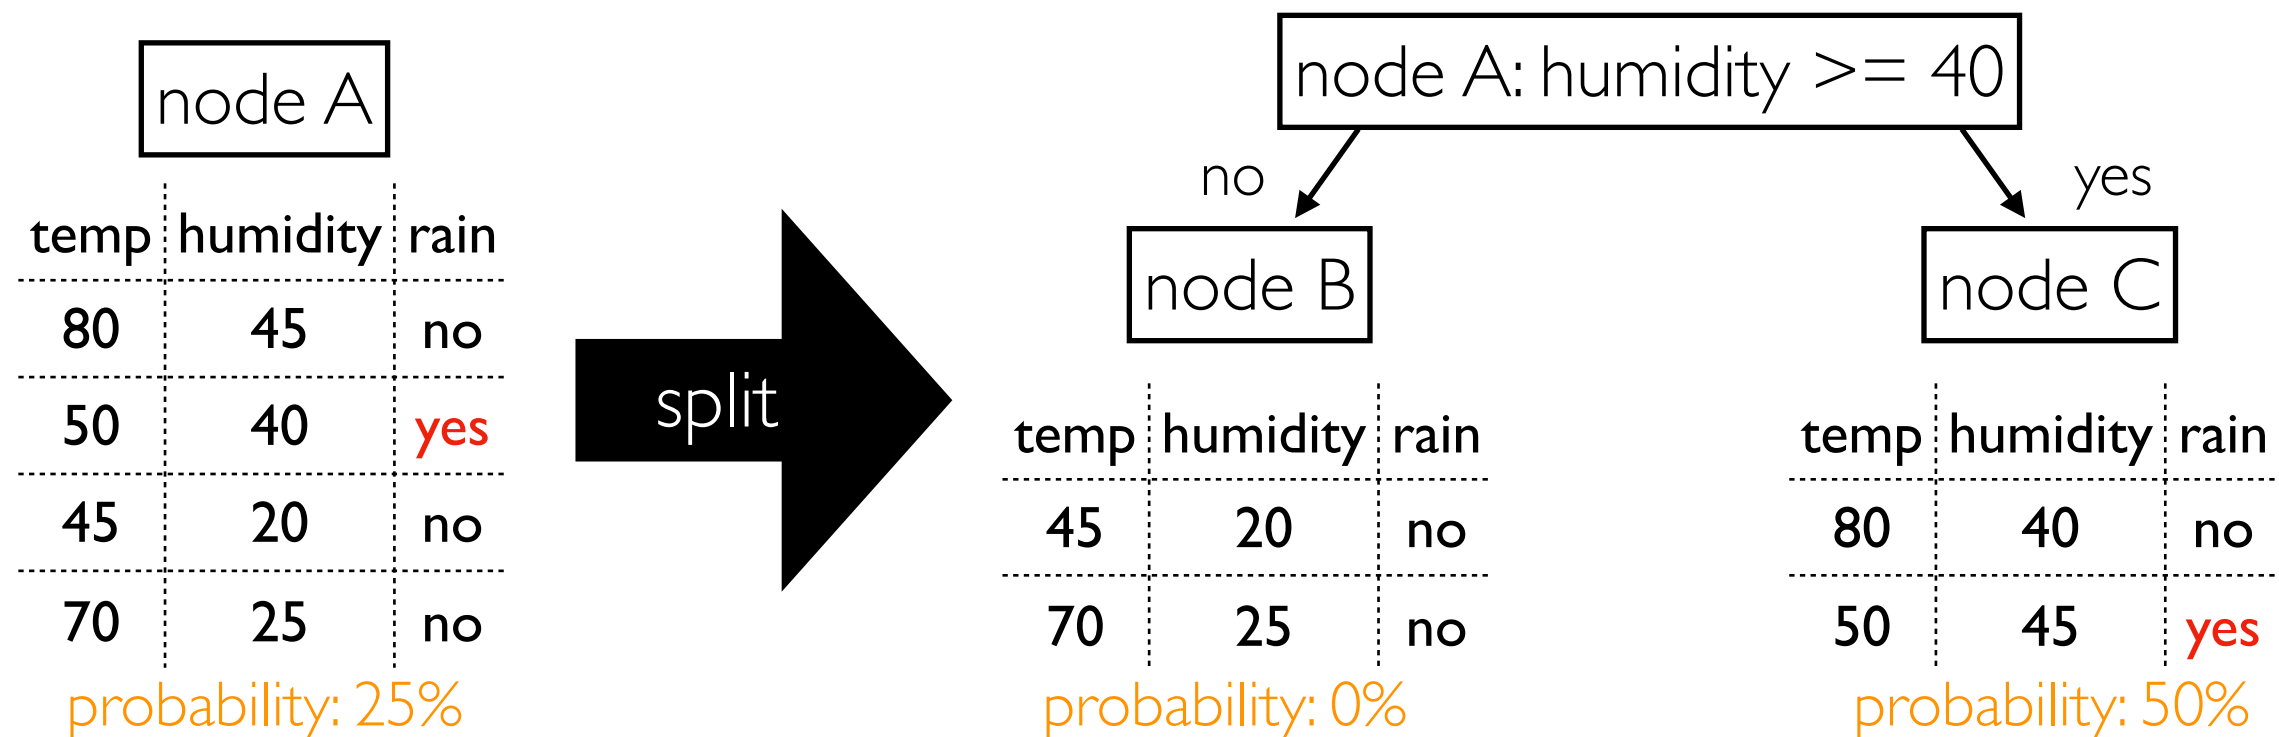 node A
temp humidity rain
80 45 no
50 40 yes
45 20 no
70 25 no
probability: 25%
split
node A: humidity >= 40
no
yes
node B
temp humidity rain
45 20 no
70 25 no
probability: 0%
node C
temp humidity rain
80 40 no
50 45 yes
probability: 50%